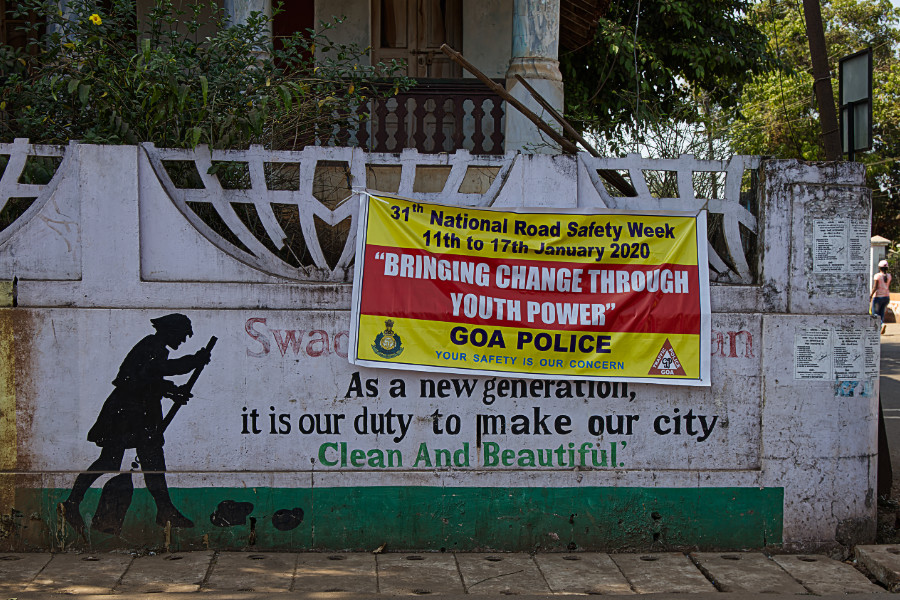 31th National Road Safety Week
11th to 17th January 2020
“BRINGING CHANGE THROUGH
YOUTH POWER”
GOA POLICE
YOUR SAFETY IS OUR CONCERN
GOA
As a new generation,
it is our duty to make our city
Clean And Beautiful.'